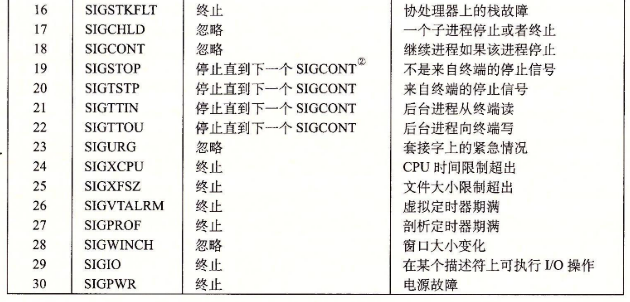 16 SIGSTKFLT 终止 协处理器上的栈故障
17 SIGCHLD 忽略 一个子进程停止或者终止
18 SIGCONT 忽略 继续进程如果该进程停止
19 SIGSTOP 停止直到下一个 SIGCONT② 不是来自终端的停止信号
20 SIGTSTP 停止直到下一个 SIGCONT 来自终端的停止信号
21 SIGTTIN 停止直到下一个 SIGCONT 后台进程从终端读
22 SIGTTOU 停止直到下一个 SIGCONT 后台进程向终端写
23 SIGURG 忽略 套接字上的紧急情况
24 SIGXCPU 终止 CPU 时间限制超出
25 SIGXFSZ 终止 文件大小限制超出
26 SIGVTALRM 终止 虚拟定时器期满
27 SIGPROF 终止 剖析定时器期满
28 SIGWINCH 忽略 窗口大小变化
29 SIGIO 终止 在某个描述符上可执行 I/O 操作
30 SIGPWR 终止 电源故障